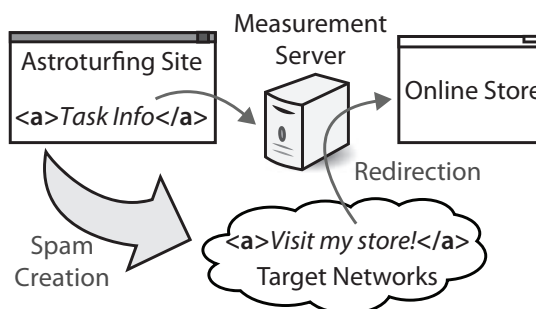 Measurement
Server
Astroturfing Site
<a>Task Info</a>
Online Store
Redirection
Spam
Creation
<a>Visit my store!</a>
Target Networks